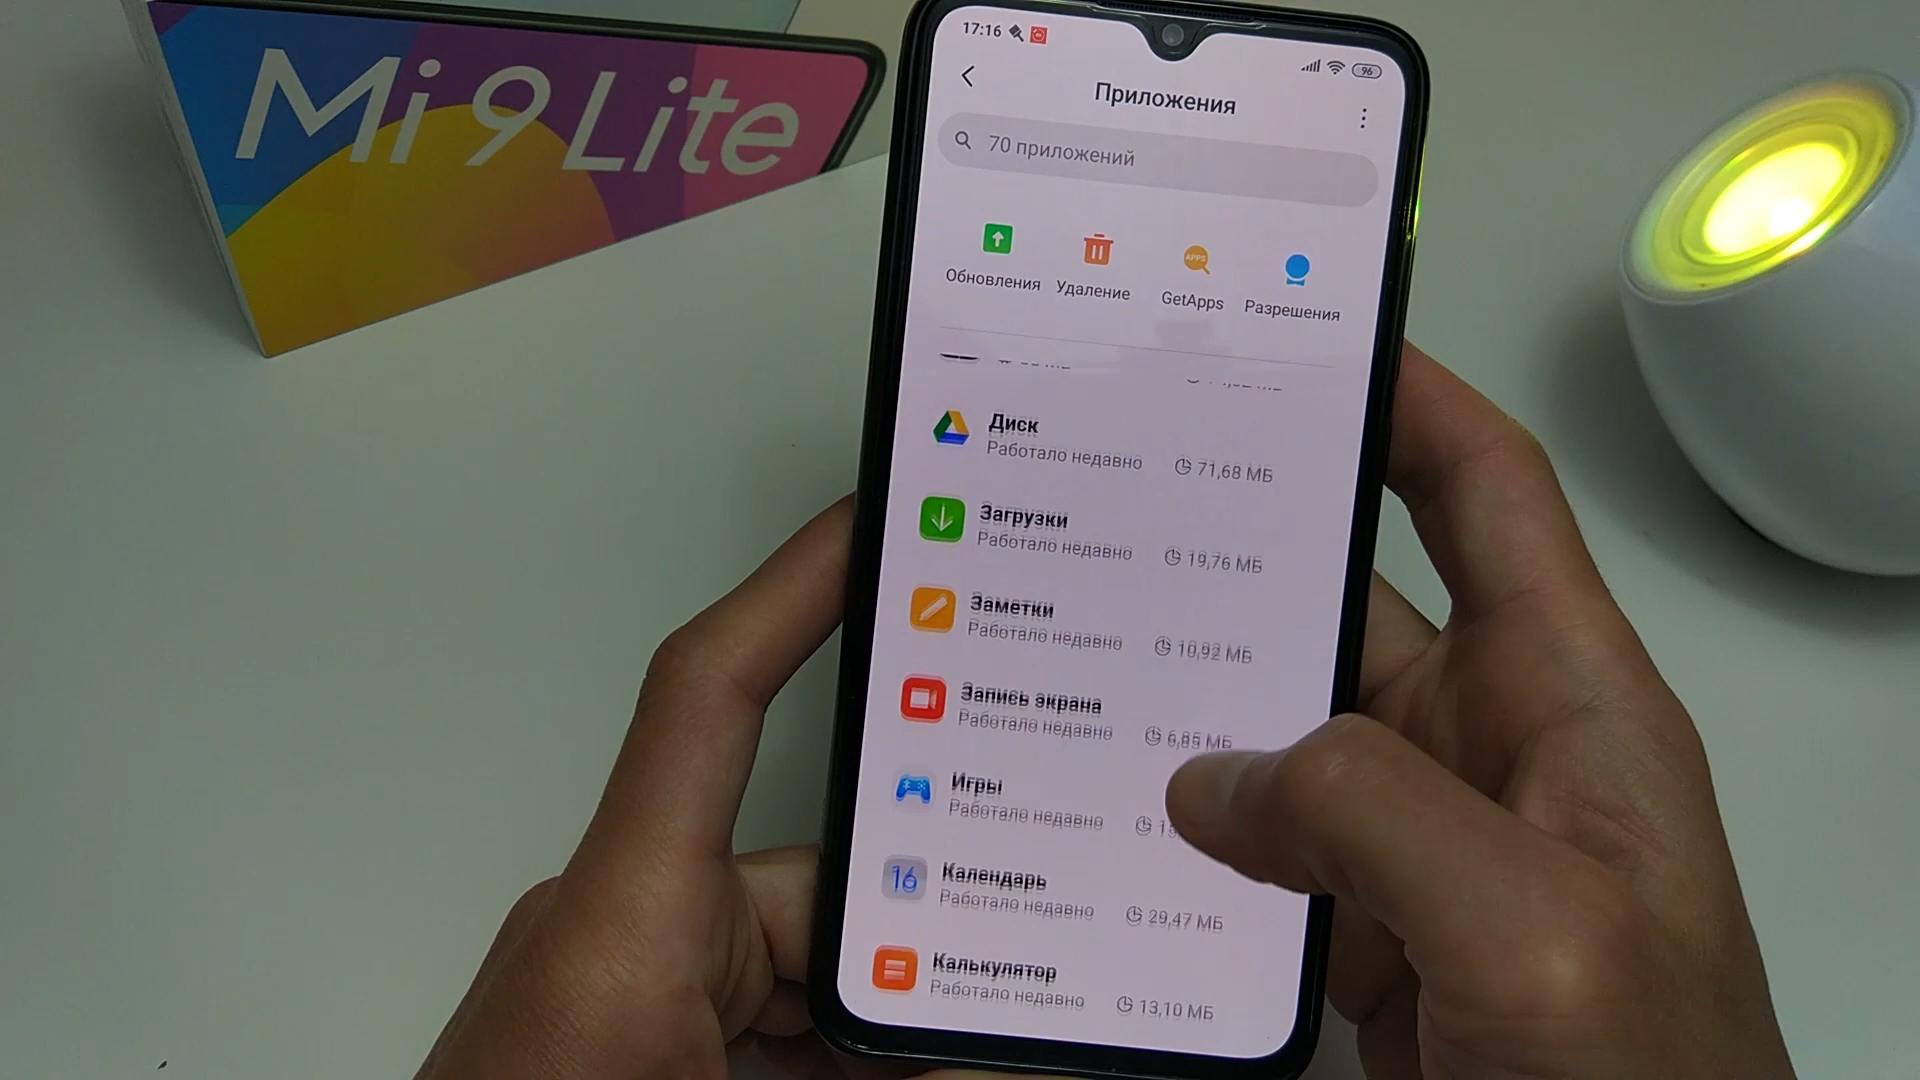 Mi 9 Lite
17:16
96
Приложения
70 приложений
Обновления
Удаление
APPS
GetApps
Разрешения
Диск
Работало недавно
71,68 МБ
Загрузки
Работало недавно
19,76 МБ
Заметки
Работало недавно
10,92 МБ
Запись экрана
Работало недавно
6,85 МБ
Игры
Работало недавно
16
Календарь
Работало недавно
29,47 МБ
Калькулятор
Работало недавно
13,10 МБ